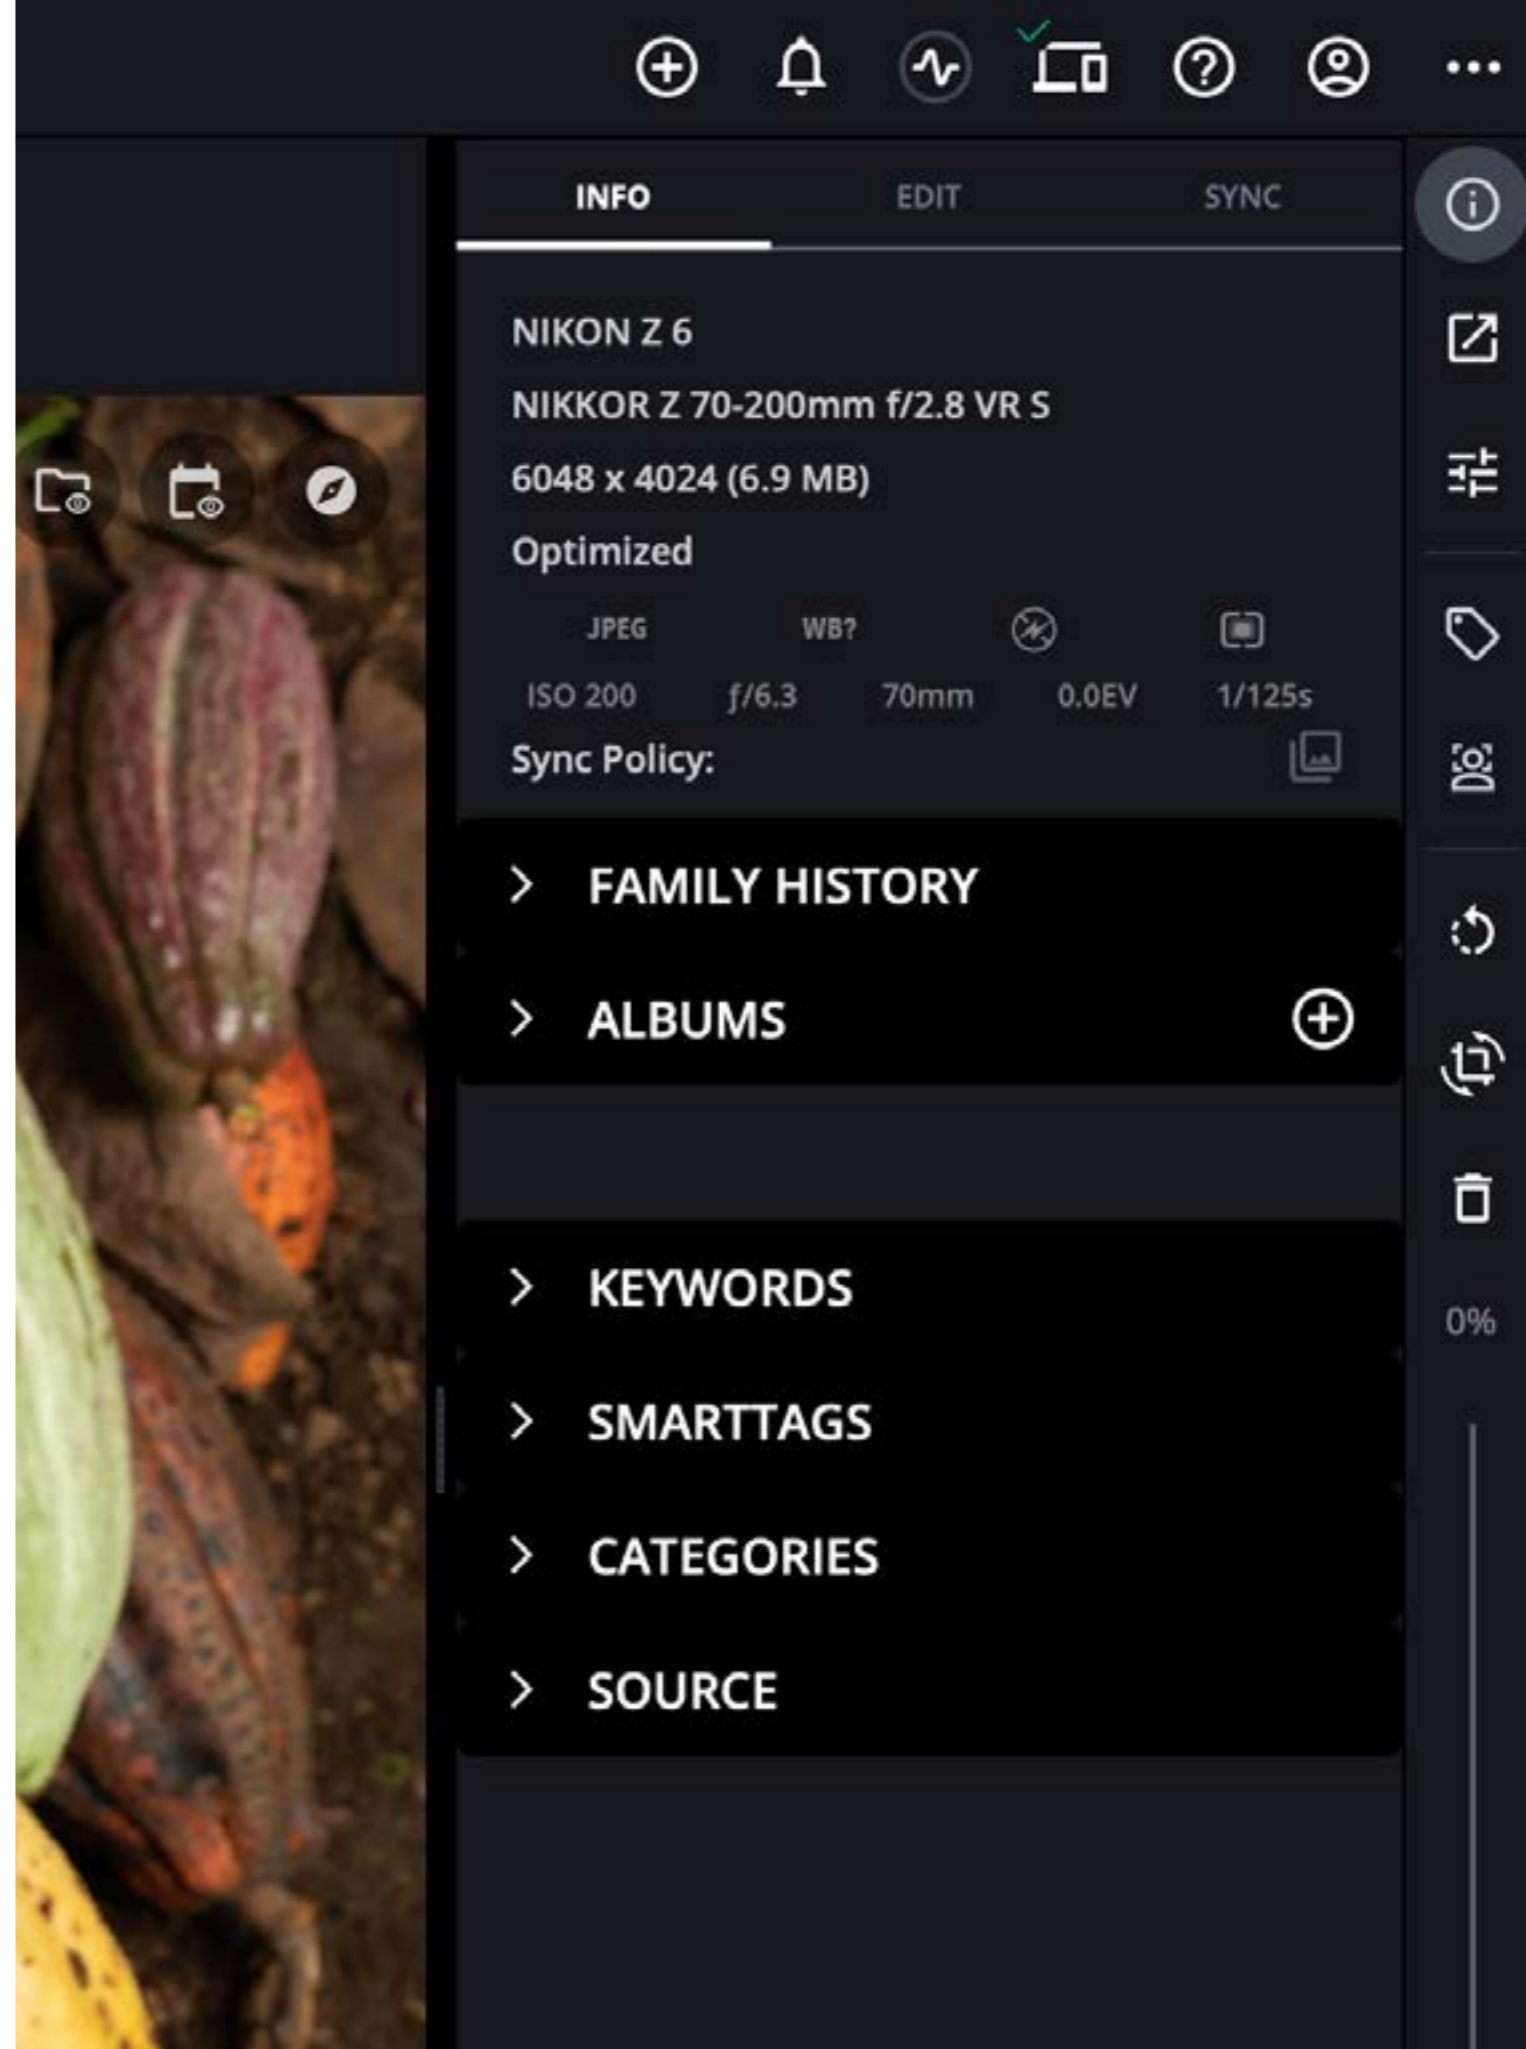 INFO EDIT SYNC
NIKON Z 6
NIKKOR Z 70-200mm f/2.8 VR S
6048 x 4024 (6.9 MB)
Optimized
JPEG WB?
ISO 200 ƒ/6.3 70mm 0.0EV 1/125s
Sync Policy:
FAMILY HISTORY
ALBUMS
KEYWORDS
0%
SMARTTAGS
CATEGORIES
SOURCE